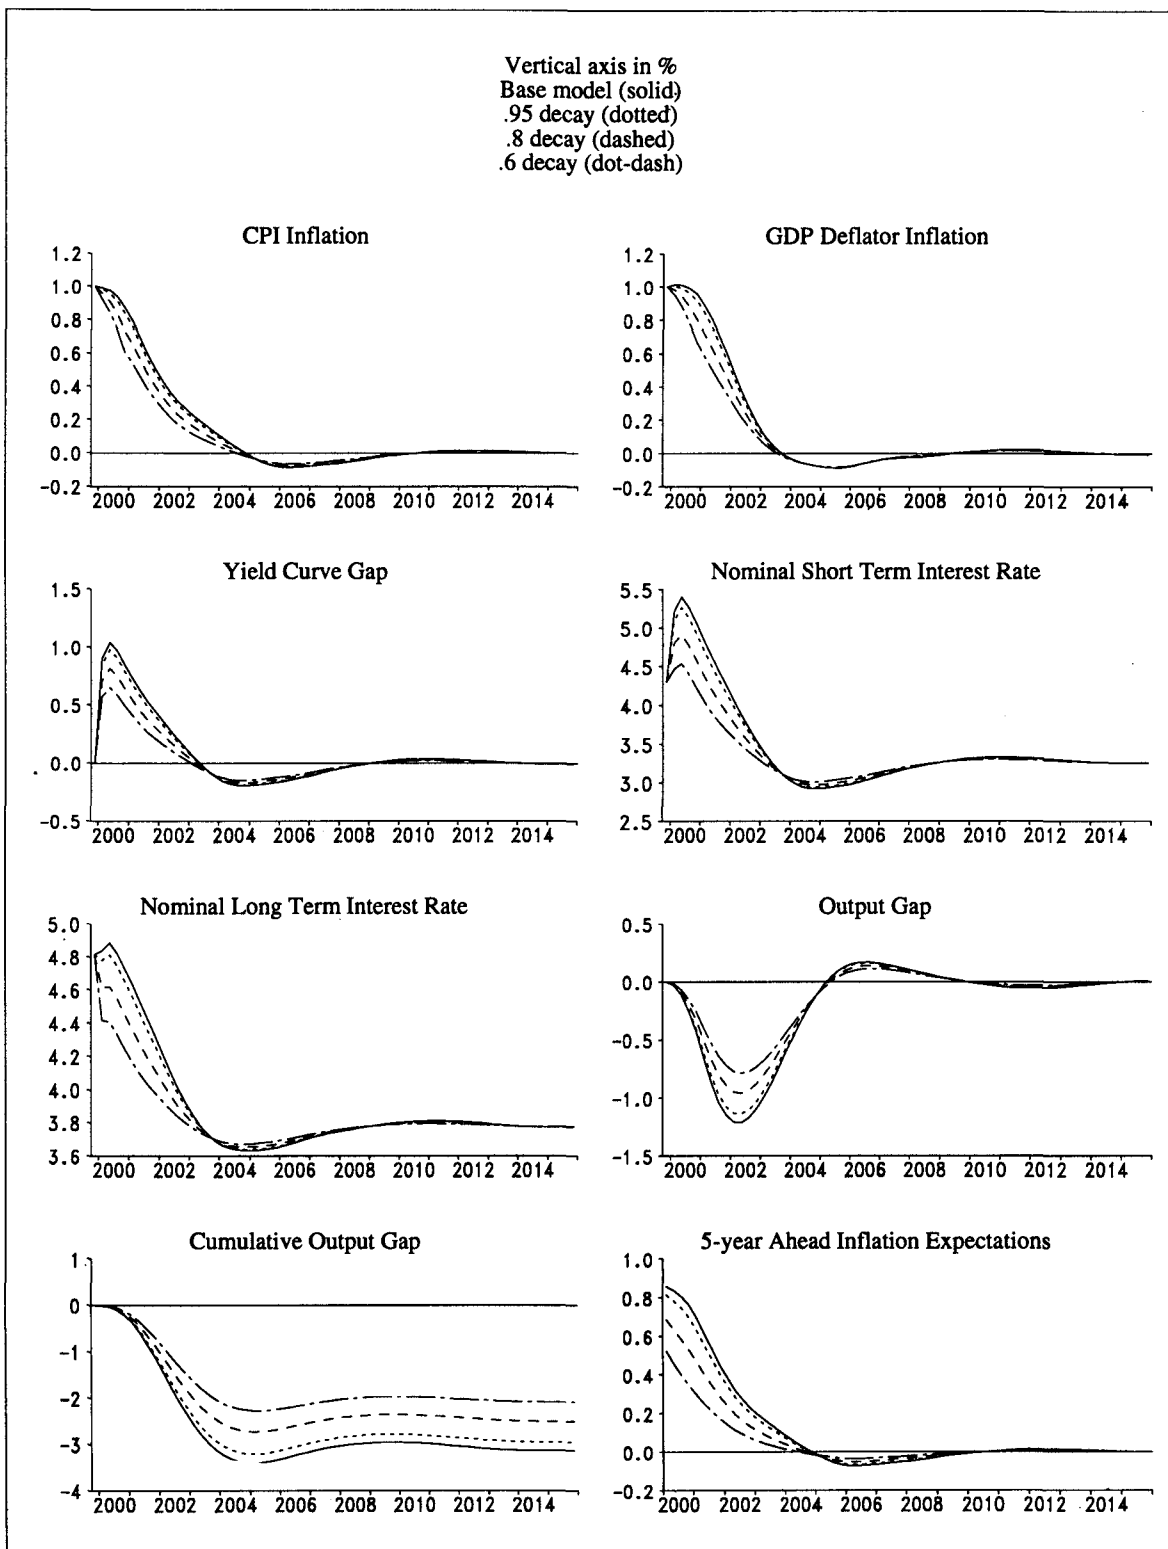 Vertical axis in %
Base model (solid)
.95 decay (dotted)
.8 decay (dashed)
.6 decay (dot-dash)
CPI Inflation
1.2
1.0
0.8
0.6
0.4
0.2
0.0
-0.2
2000 2002 2004 2006 2008 2010 2012 2014
GDP Deflator Inflation
1.2
1.0
0.8
0.6
0.4
0.2
0.0
-0.2
2000 2002 2004 2006 2008 2010 2012 2014
Yield Curve Gap
1.5
1.0
0.5
0.0
-0.5
2000 2002 2004 2006 2008 2010 2012 2014
Nominal Short Term Interest Rate
5.5
5.0
4.5
4.0
3.5
3.0
2.5
2000 2002 2004 2006 2008 2010 2012 2014
Nominal Long Term Interest Rate
5.0
4.8
4.6
4.4
4.2
4.0
3.8
3.6
2000 2002 2004 2006 2008 2010 2012 2014
Output Gap
0.5
0.0
-0.5
-1.0
-1.5
2000 2002 2004 2006 2008 2010 2012 2014
Cumulative Output Gap
1
0
-1
-2
-3
-4
2000 2002 2004 2006 2008 2010 2012 2014
5-year Ahead Inflation Expectations
1.0
0.8
0.6
0.4
0.2
0.0
-0.2
2000 2002 2004 2006 2008 2010 2012 2014